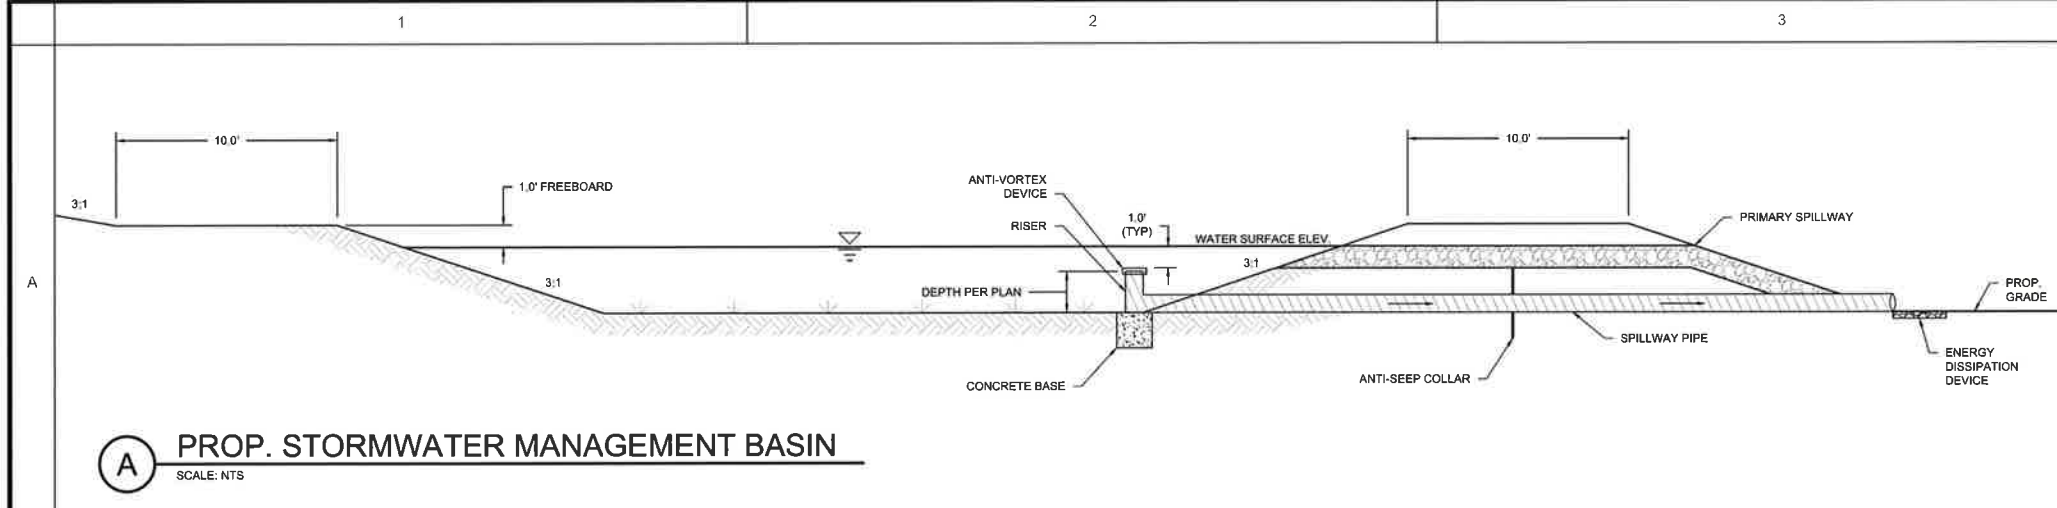 1
2
3
A
10.0'
10.0'
1.0' FREEBOARD
3:1
3:1
ANTI-VORTEX
DEVICE
RISER
1.0'
(TYP)
WATER SURFACE ELEV.
3:1
PRIMARY SPILLWAY
DEPTH PER PLAN
PROP.
GRADE
SPILLWAY PIPE
CONCRETE BASE
ANTI-SEEP COLLAR
ENERGY
DISSIPATION
DEVICE
A
PROP. STORMWATER MANAGEMENT BASIN
SCALE: NTS